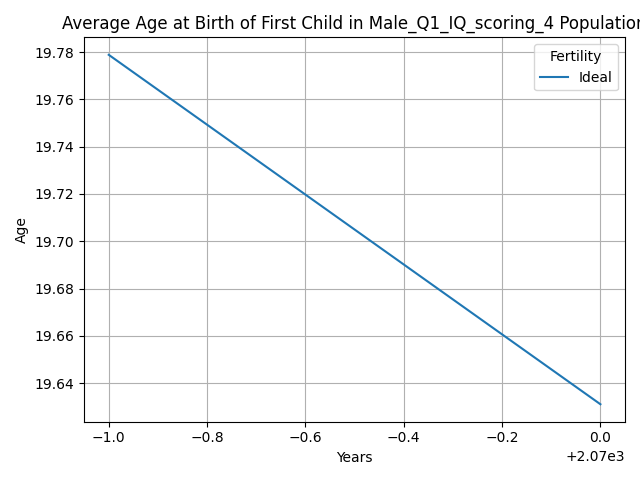 Average Age at Birth of First Child in Male_Q1_IQ_scoring_4 Population
Fertility
Ideal
19.78
19.76
19.74
19.72
19.70
19.68
19.66
19.64
Age
−1.0 −0.8 −0.6 −0.4 −0.2 0.0
+2.07e3
Years